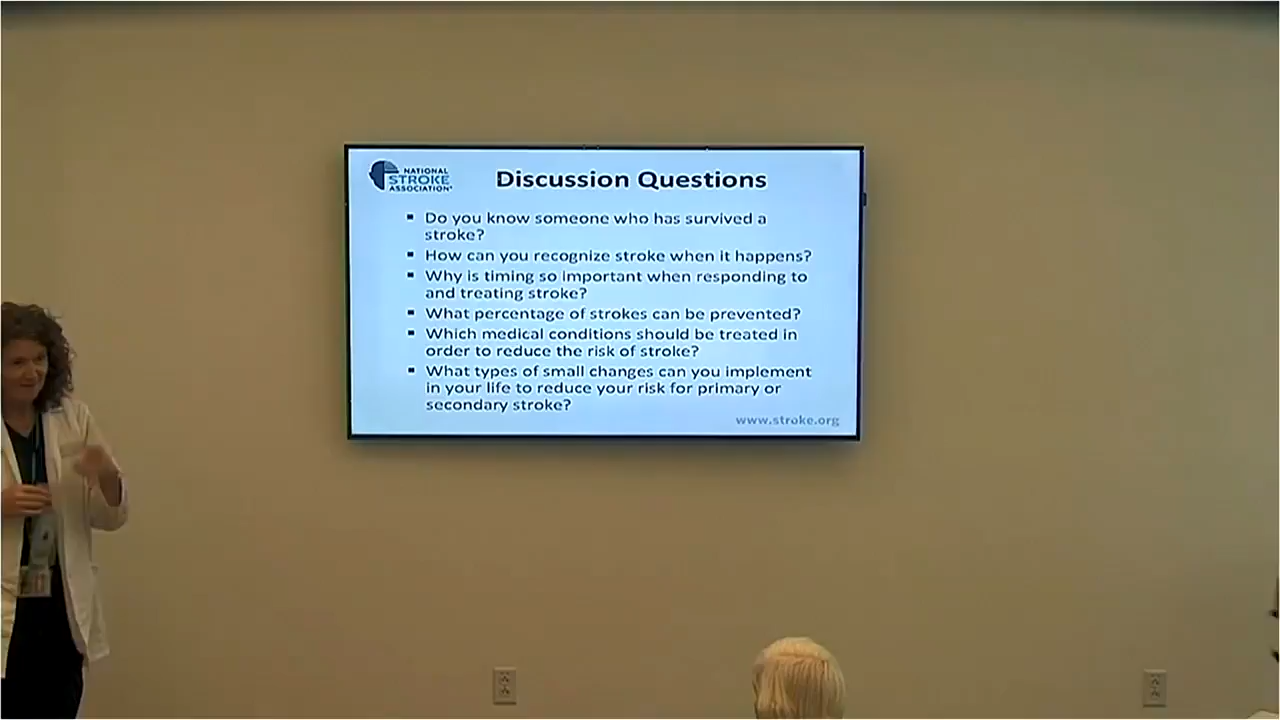 NATIONAL
STROKE
ASSOCIATION
Discussion Questions
Do you know someone who has survived a
stroke?
How can you recognize stroke when it happens?
Why is timing so important when responding to
and treating stroke?
What percentage of strokes can be prevented?
Which medical conditions should be treated in
order to reduce the risk of stroke?
What types of small changes can you implement
in your life to reduce your risk for primary or
secondary stroke?
www.stroke.org